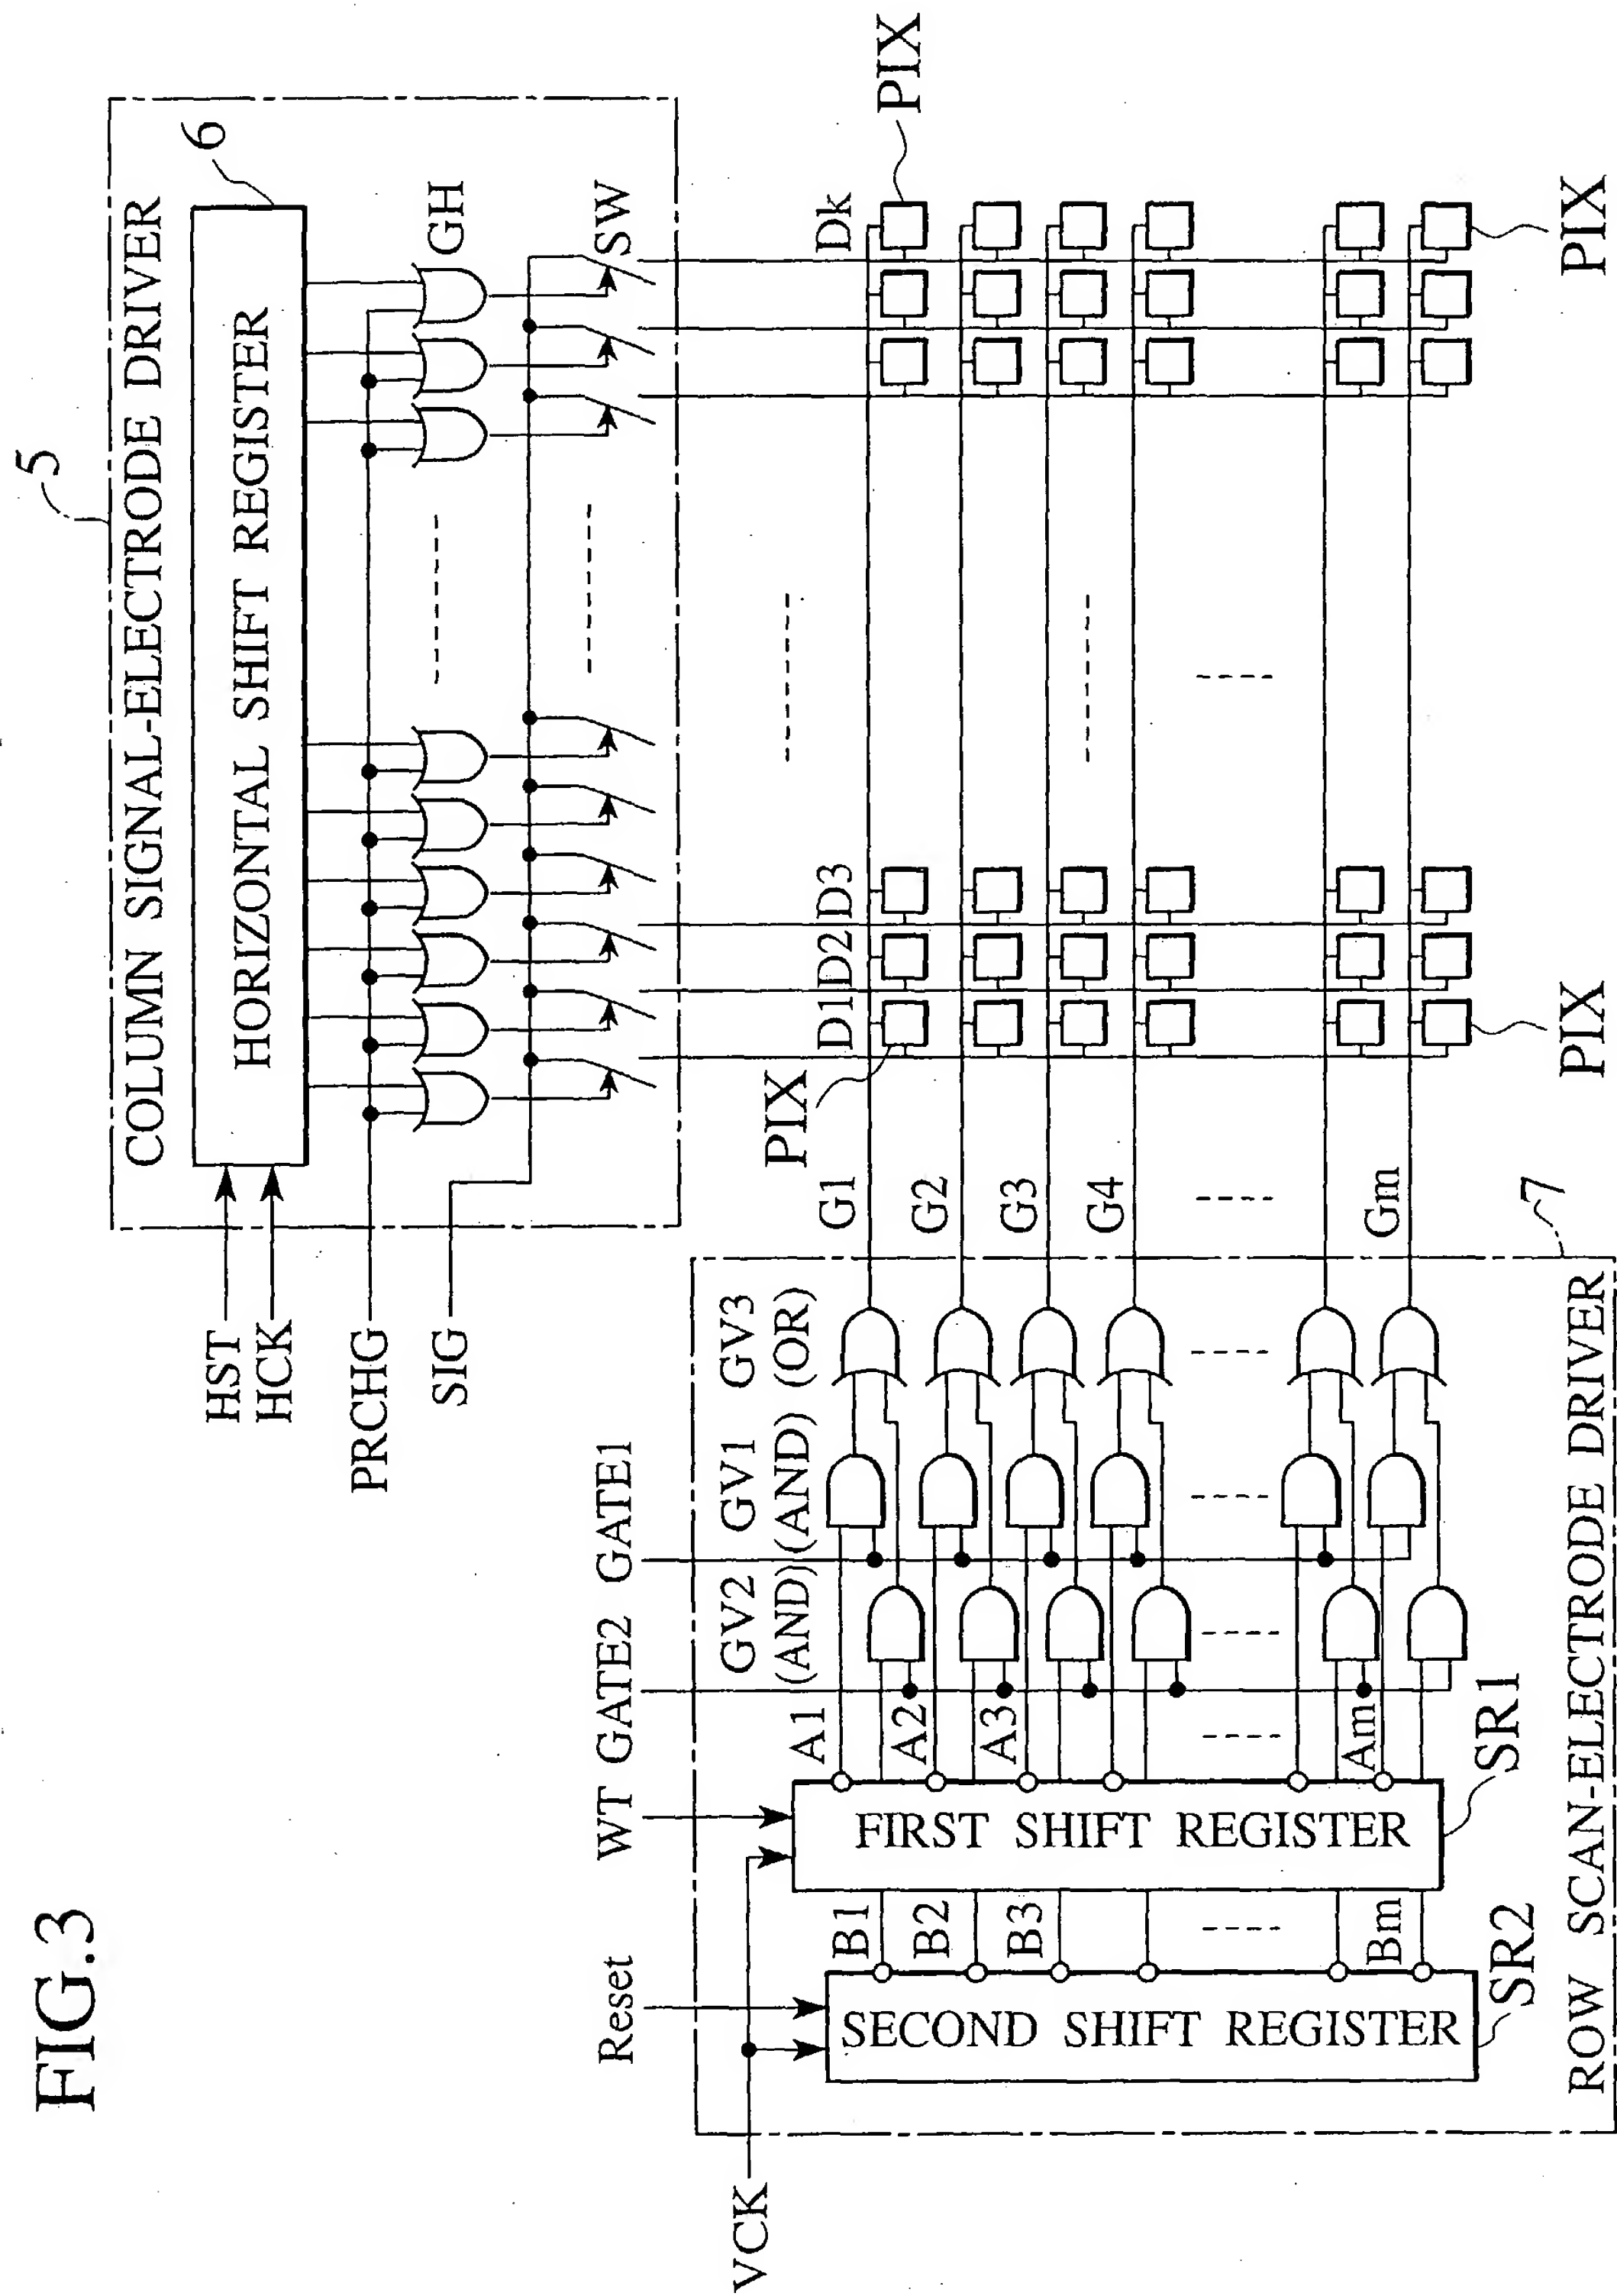 FIG.3
5
COLUMN SIGNAL-ELECTRODE DRIVER
6
HORIZONTAL SHIFT REGISTER
HST
HCK
PRCHG
GH
SIG
SW
Reset
WT
GATE2
GATE1
VCK
GV2
(AND)
GV1
(AND)
GV3
(OR)
PIX
D1
D2
D3
Dk
PIX
A1
G1
A2
G2
A3
G3
G4
Am
Gm
B1
B2
B3
Bm
FIRST SHIFT REGISTER
SECOND SHIFT REGISTER
SR1
SR2
7
PIX
PIX
ROW SCAN-ELECTRODE DRIVER